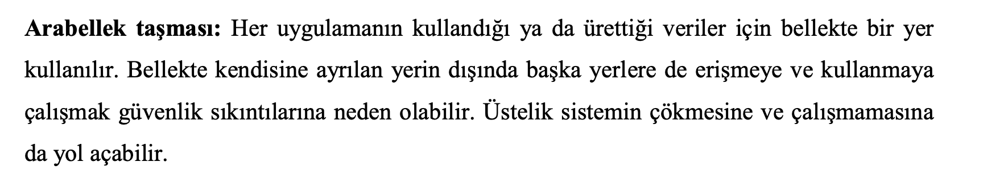 Arabellek taşması: Her uygulamanın kullandığı ya da ürettiği veriler için bellekte bir yer
kullanılır. Bellekte kendisine ayrılan yerin dışında başka yerlere de erişmeye ve kullanmaya
çalışmak güvenlik sıkıntılarına neden olabilir. Üstelik sistemin çökmesine ve çalışmamasına
da yol açabilir.